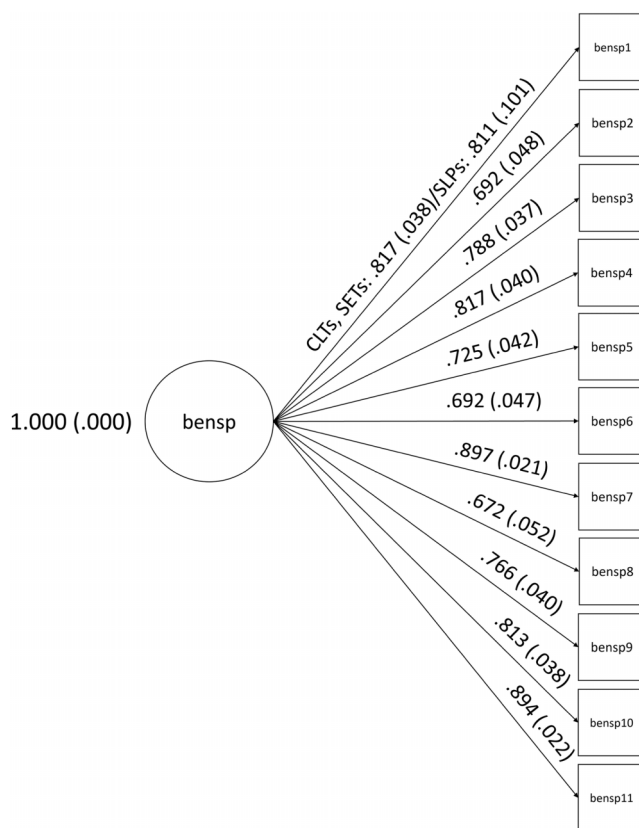 bensp1
CLTs, SETs: .817 (.038)/SLPs: .811 (.101)
bensp2
.692 (.048)
bensp3
.788 (.037)
bensp4
.817 (.040)
bensp5
.725 (.042)
1.000 (.000)
bensp
.692 (.047)
bensp6
.897 (.021)
bensp7
.672 (.052)
bensp8
.766 (.040)
bensp9
.813 (.038)
bensp10
.894 (.022)
bensp11